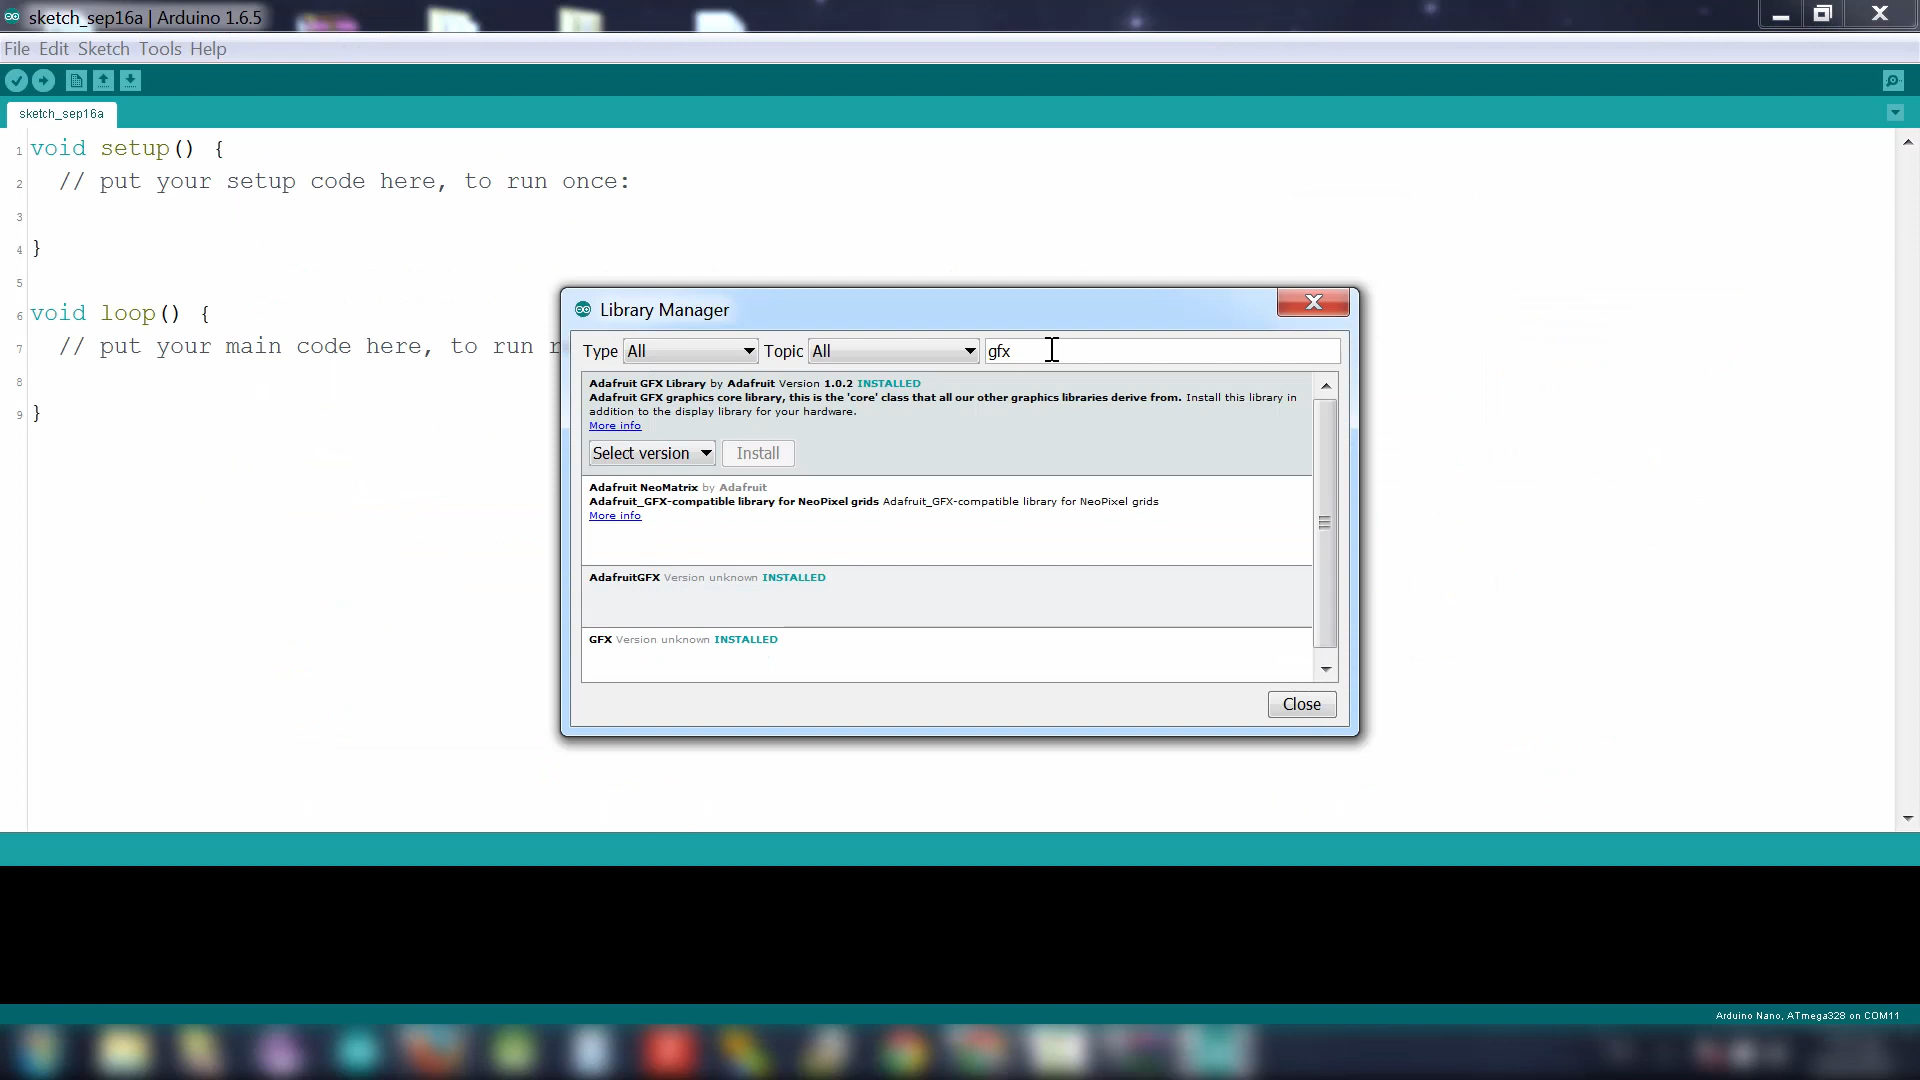 sketch_sep16a | Arduino 1.6.5
File Edit Sketch Tools Help
sketch_sep16a
1 void setup() {
2 // put your setup code here, to run once:
3
4 }
5
6 void loop() {
7 // put your main code here, to run r
8
9 }
Library Manager
Type All Topic All gfx
Adafruit GFX Library by Adafruit Version 1.0.2 INSTALLED
Adafruit GFX graphics core library, this is the 'core' class that all our other graphics libraries derive from. Install this library in
addition to the display library for your hardware.
More info
Select version Install
Adafruit NeoMatrix by Adafruit
Adafruit_GFX-compatible library for NeoPixel grids Adafruit_GFX-compatible library for NeoPixel grids
More info
AdafruitGFX Version unknown INSTALLED
GFX Version unknown INSTALLED
Close
Arduino Nano, ATmega328 on COM11